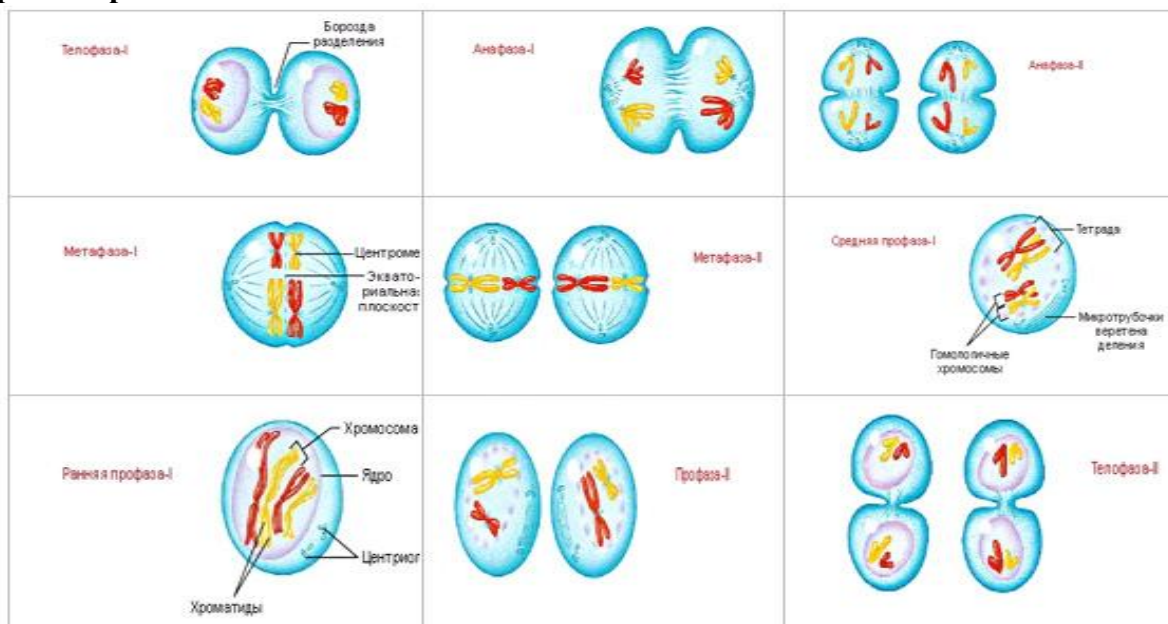 Телофаза-I
Борозда
разделения
Анафаза-I
Анафаза-II
Метафаза-I
Центроме
Эквато-
риальна
плоскост
Метафаза-II
Средняя профаза-I
Тетрада
Микротрубочки
веретена
деления
Гомологичные
хромосомы
Ранняя профаза-I
Хромосома
Ядро
Центриол
Хроматиды
Профаза-II
Телофаза-II